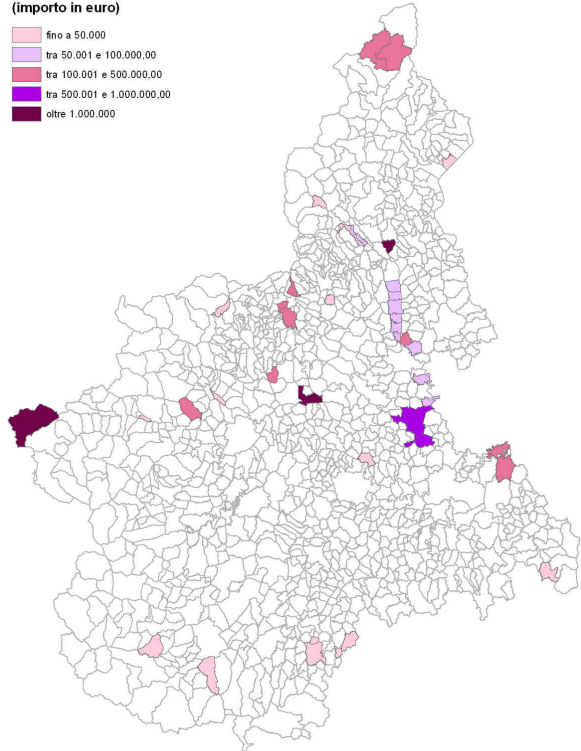 (importo in euro)
fino a 50.000
tra 50.001 e 100.000,00
tra 100.001 e 500.000,00
tra 500.001 e 1.000.000,00
oltre 1.000.000